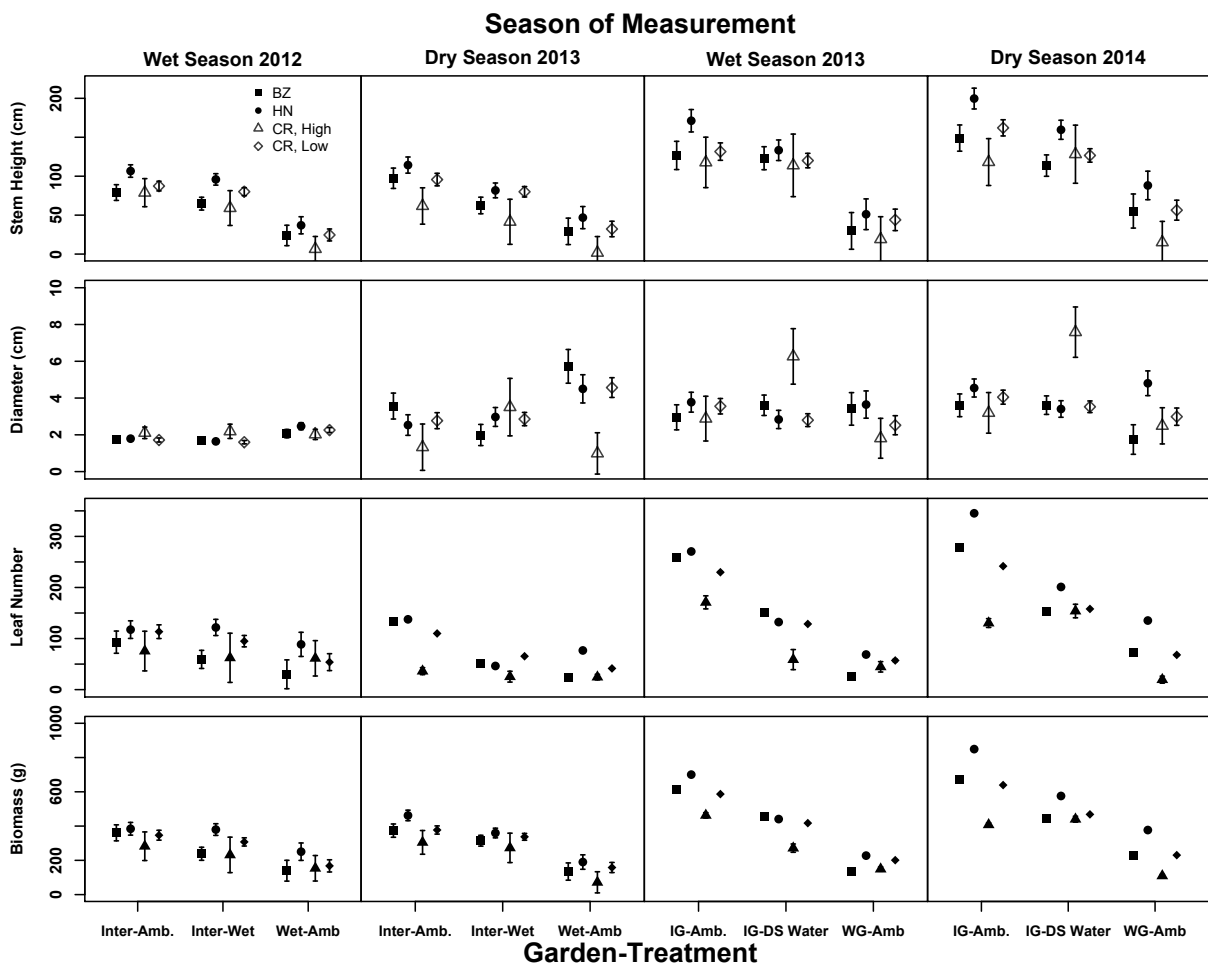 Season of Measurement
Wet Season 2012 Dry Season 2013 Wet Season 2013 Dry Season 2014
BZ
HN
CR, High
CR, Low
Stem Height (cm)
200
100
50
0
Diameter (cm)
10
8
6
4
2
0
Leaf Number
300
200
100
0
Biomass (g)
1000
600
200
0
Inter-Amb. Inter-Wet Wet-Amb Inter-Amb. Inter-Wet Wet-Amb IG-Amb. IG-DS Water WG-Amb IG-Amb. IG-DS Water WG-Amb
Garden-Treatment